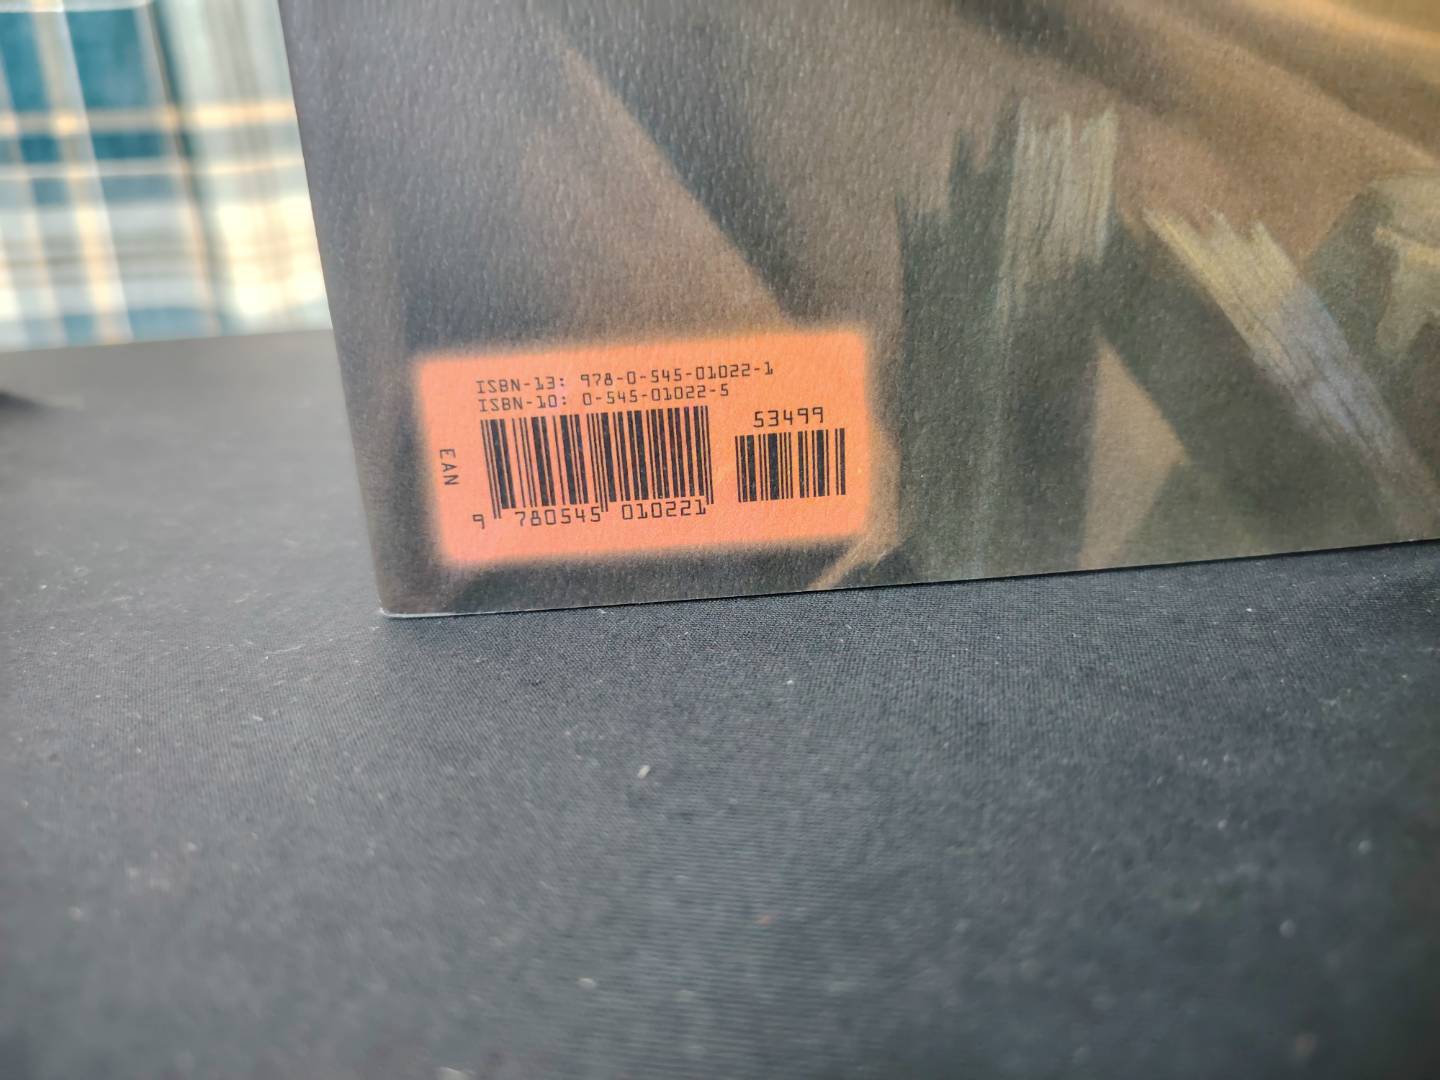 ISBN-13: 978-0-545-01022-1
ISBN-10: 0-545-01022-5
53499
EAN
9 780545 010221